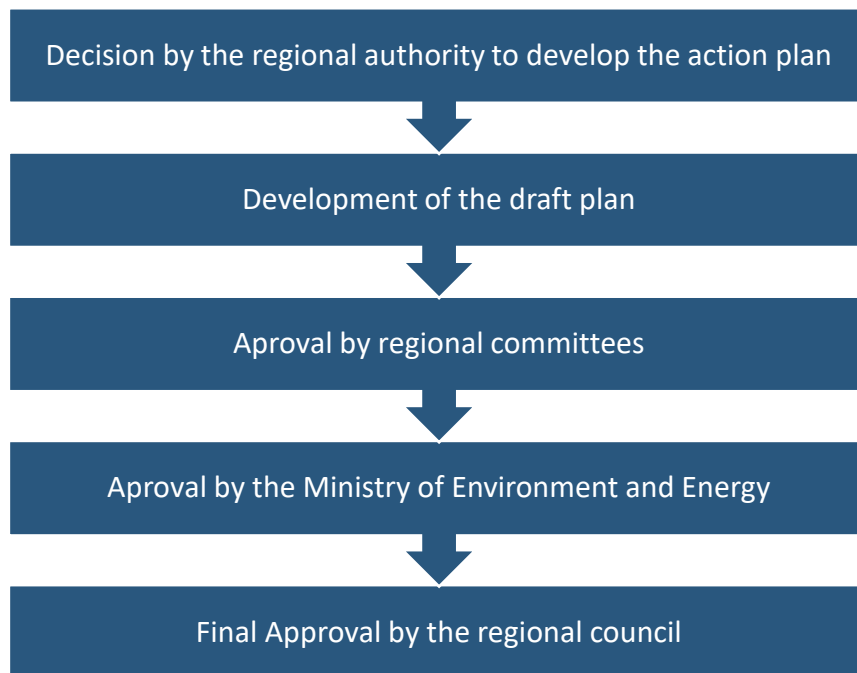 Decision by the regional authority to develop the action plan
Development of the draft plan
Aproval by regional committees
Aproval by the Ministry of Environment and Energy
Final Approval by the regional council